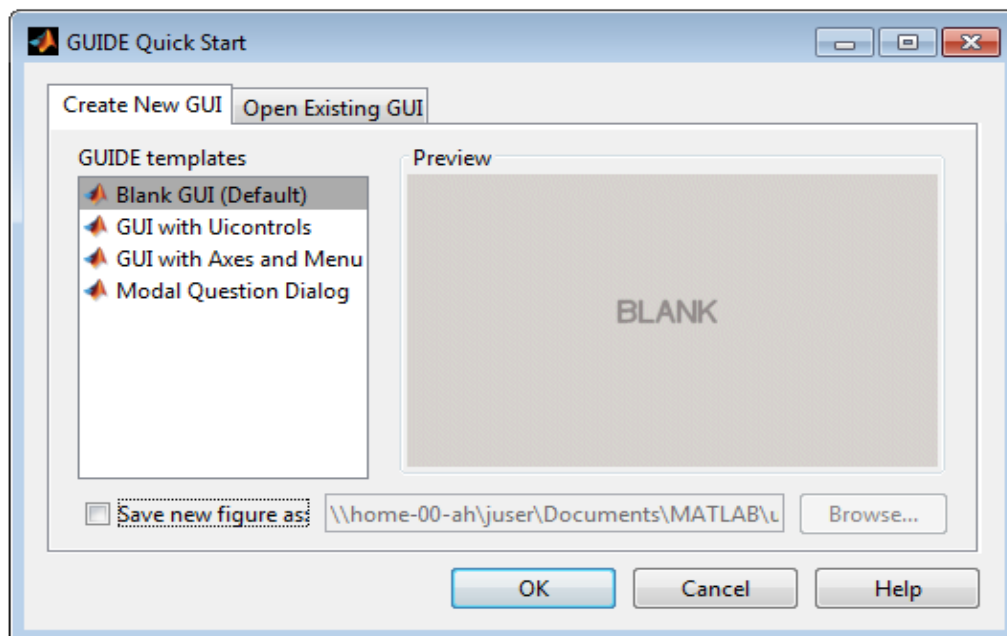 GUIDE Quick Start
Create New GUI
Open Existing GUI
GUIDE templates
Blank GUI (Default)
GUI with Uicontrols
GUI with Axes and Menu
Modal Question Dialog
Preview
BLANK
Save new figure as:
\\home-00-ah\juser\Documents\MATLAB\u
Browse...
OK
Cancel
Help